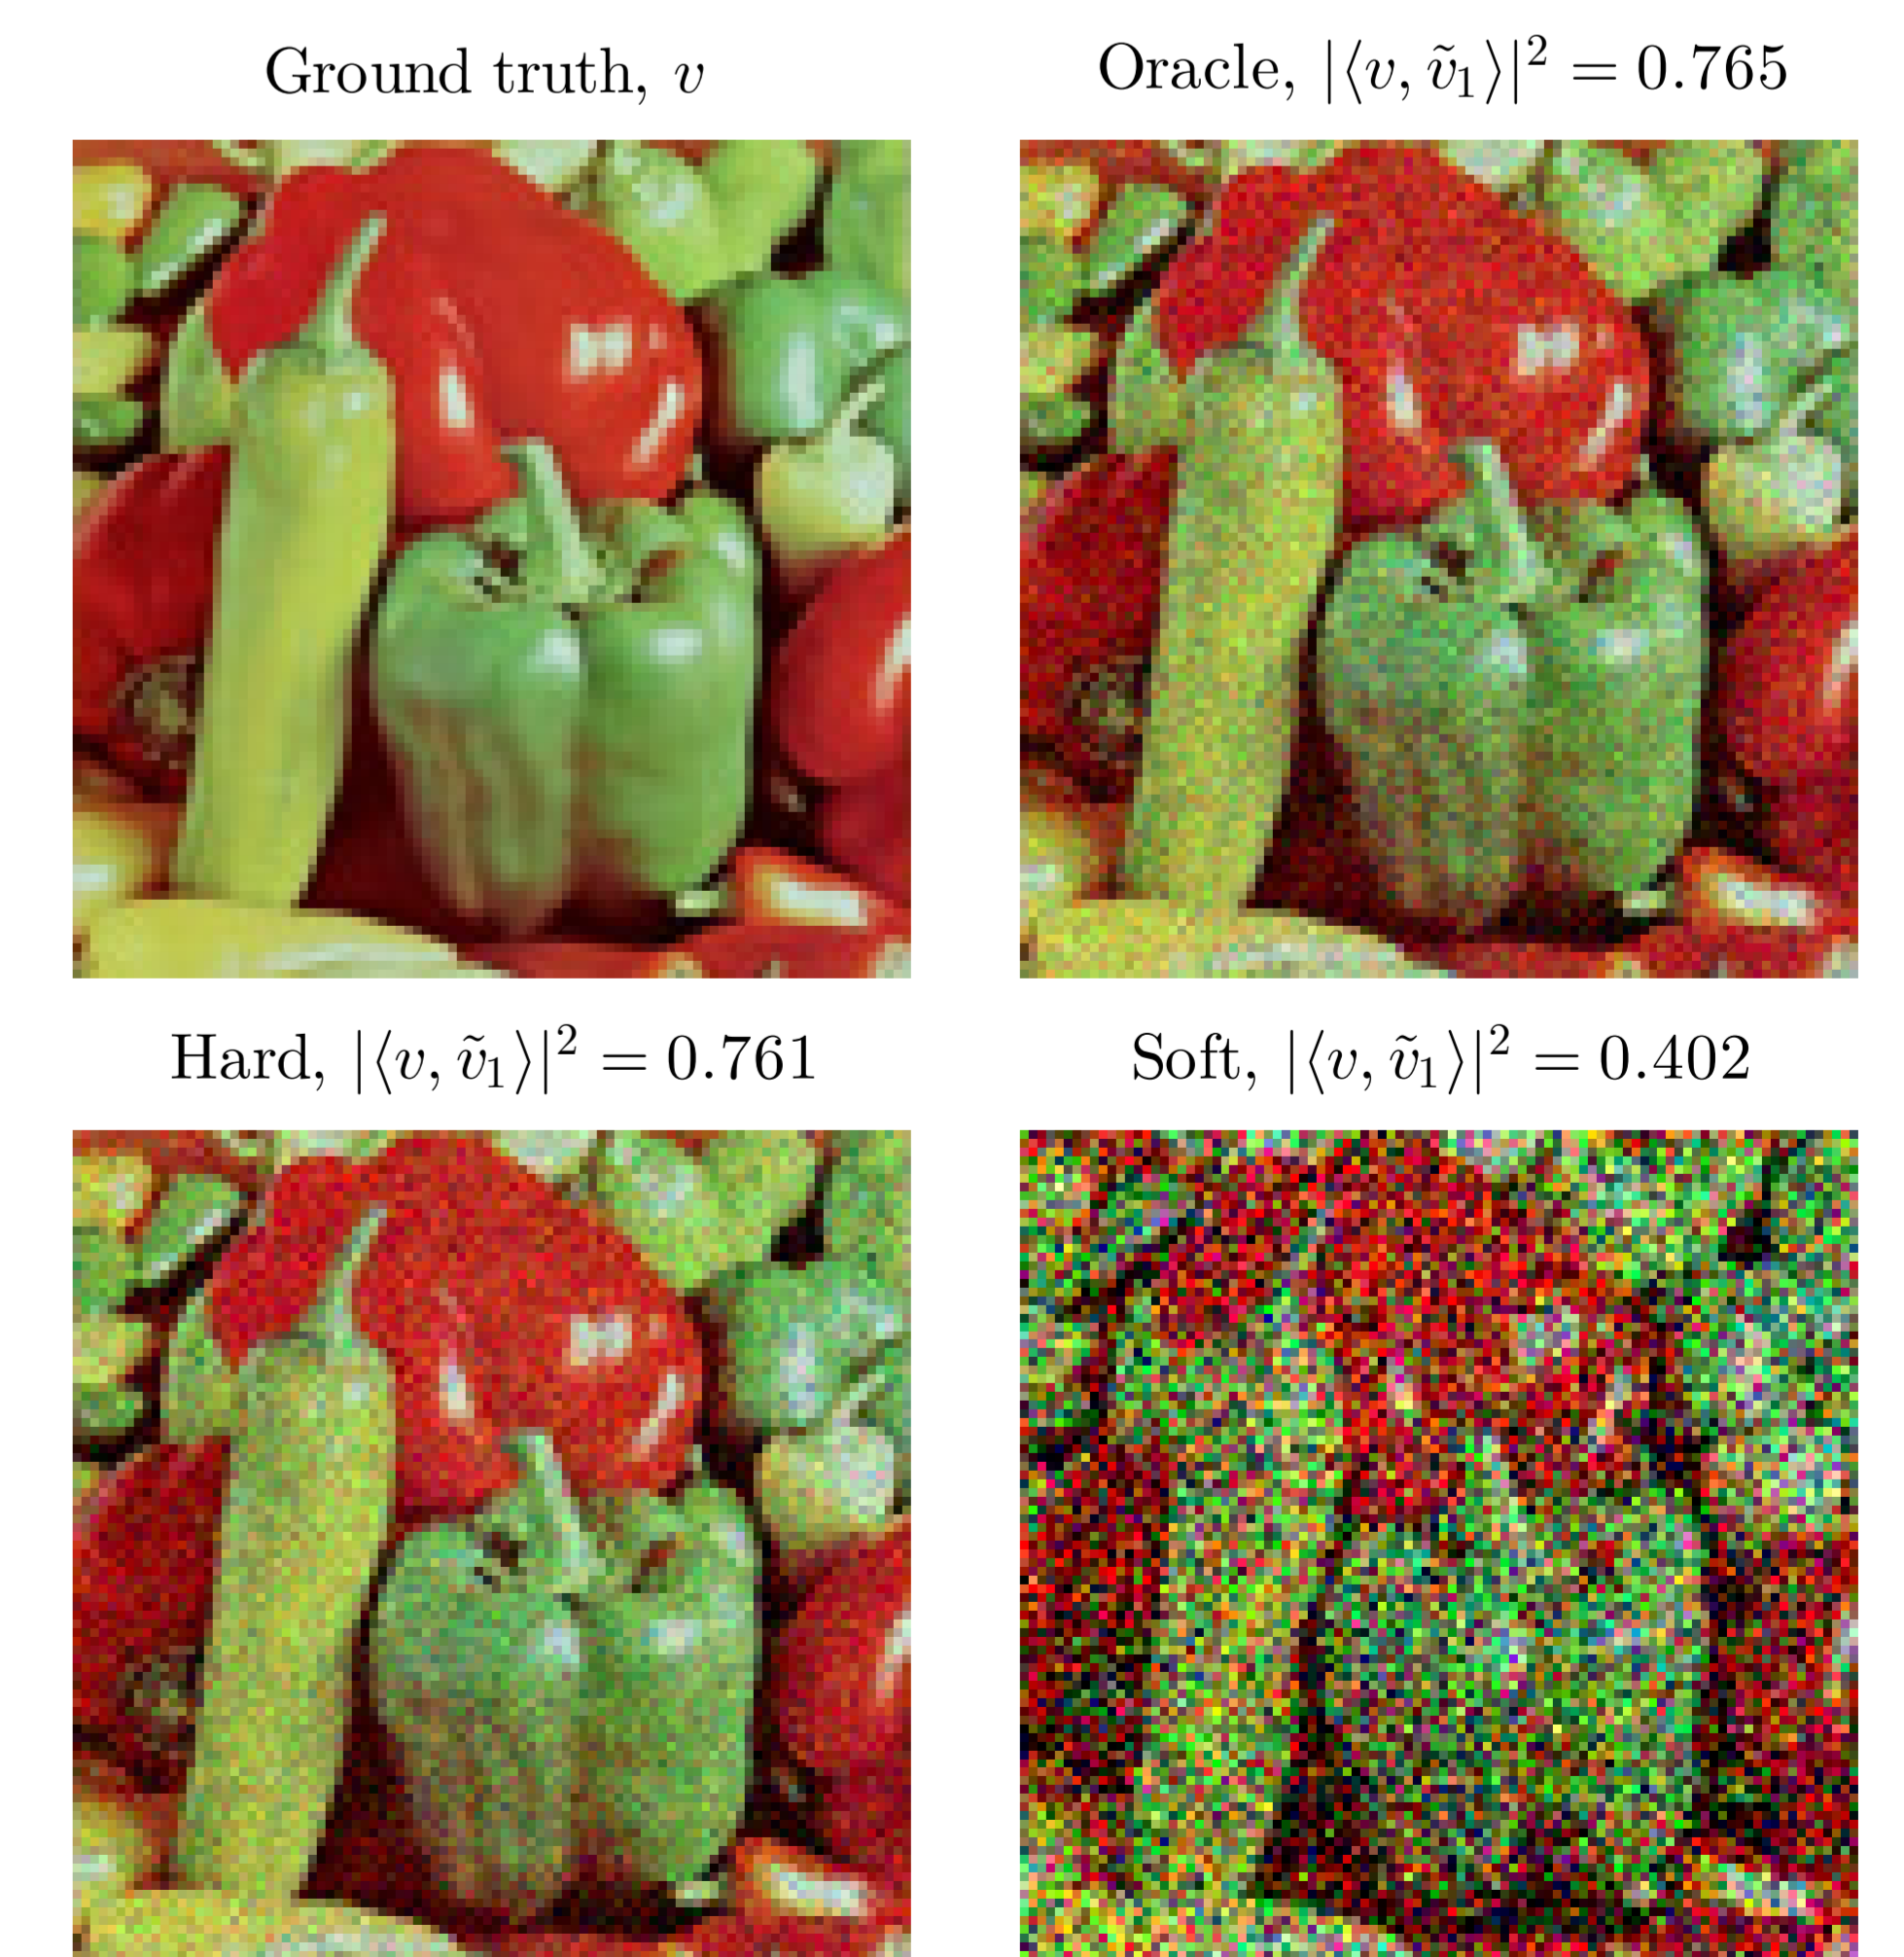 Ground truth, v
Oracle, |⟨v, ṽ₁⟩|² = 0.765
Hard, |⟨v, ṽ₁⟩|² = 0.761
Soft, |⟨v, ṽ₁⟩|² = 0.402